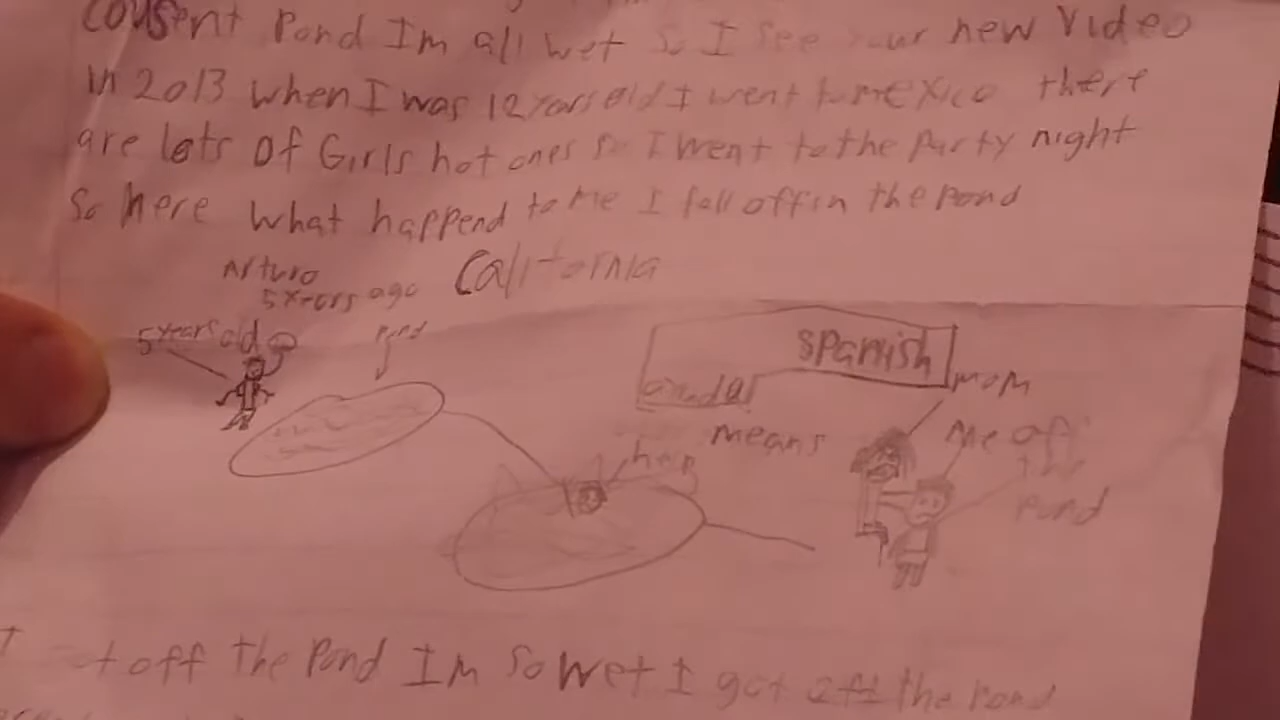 cousent Pond Im all wet so I see your new Video
in 2013 when I was 12 years old I went to mexico there
are lots of Girls hot ones so I went to the party night
So here what happend to me I fell off in the pond
Arturo
5 years ago
California
5 years old
pond
Spanish
mom
means
help
me off
the
pond
off the Pond Im so wet I got off the pond